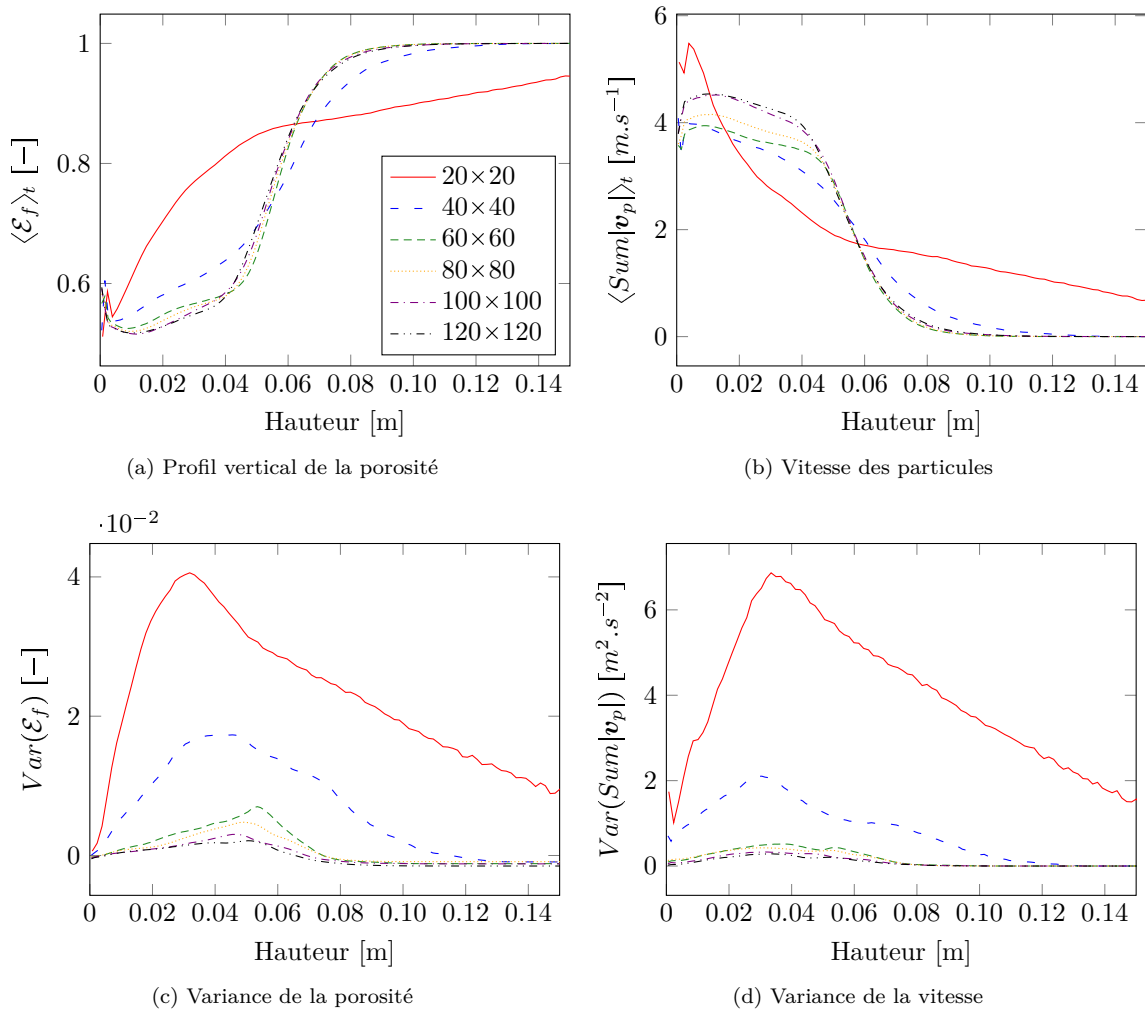 1
0.8
0.6
⟨ℰ_f⟩_t [−]
0 0.02 0.04 0.06 0.08 0.10 0.12 0.14
Hauteur [m]
20×20
40×40
60×60
80×80
100×100
120×120
(a) Profil vertical de la porosité
6
4
2
0
⟨Sum|v_p|⟩_t [m.s⁻¹]
0 0.02 0.04 0.06 0.08 0.10 0.12 0.14
Hauteur [m]
(b) Vitesse des particules
·10⁻²
4
2
0
Var(ℰ_f) [−]
0 0.02 0.04 0.06 0.08 0.10 0.12 0.14
Hauteur [m]
(c) Variance de la porosité
6
4
2
0
Var(Sum|v_p|) [m².s⁻²]
0 0.02 0.04 0.06 0.08 0.10 0.12 0.14
Hauteur [m]
(d) Variance de la vitesse